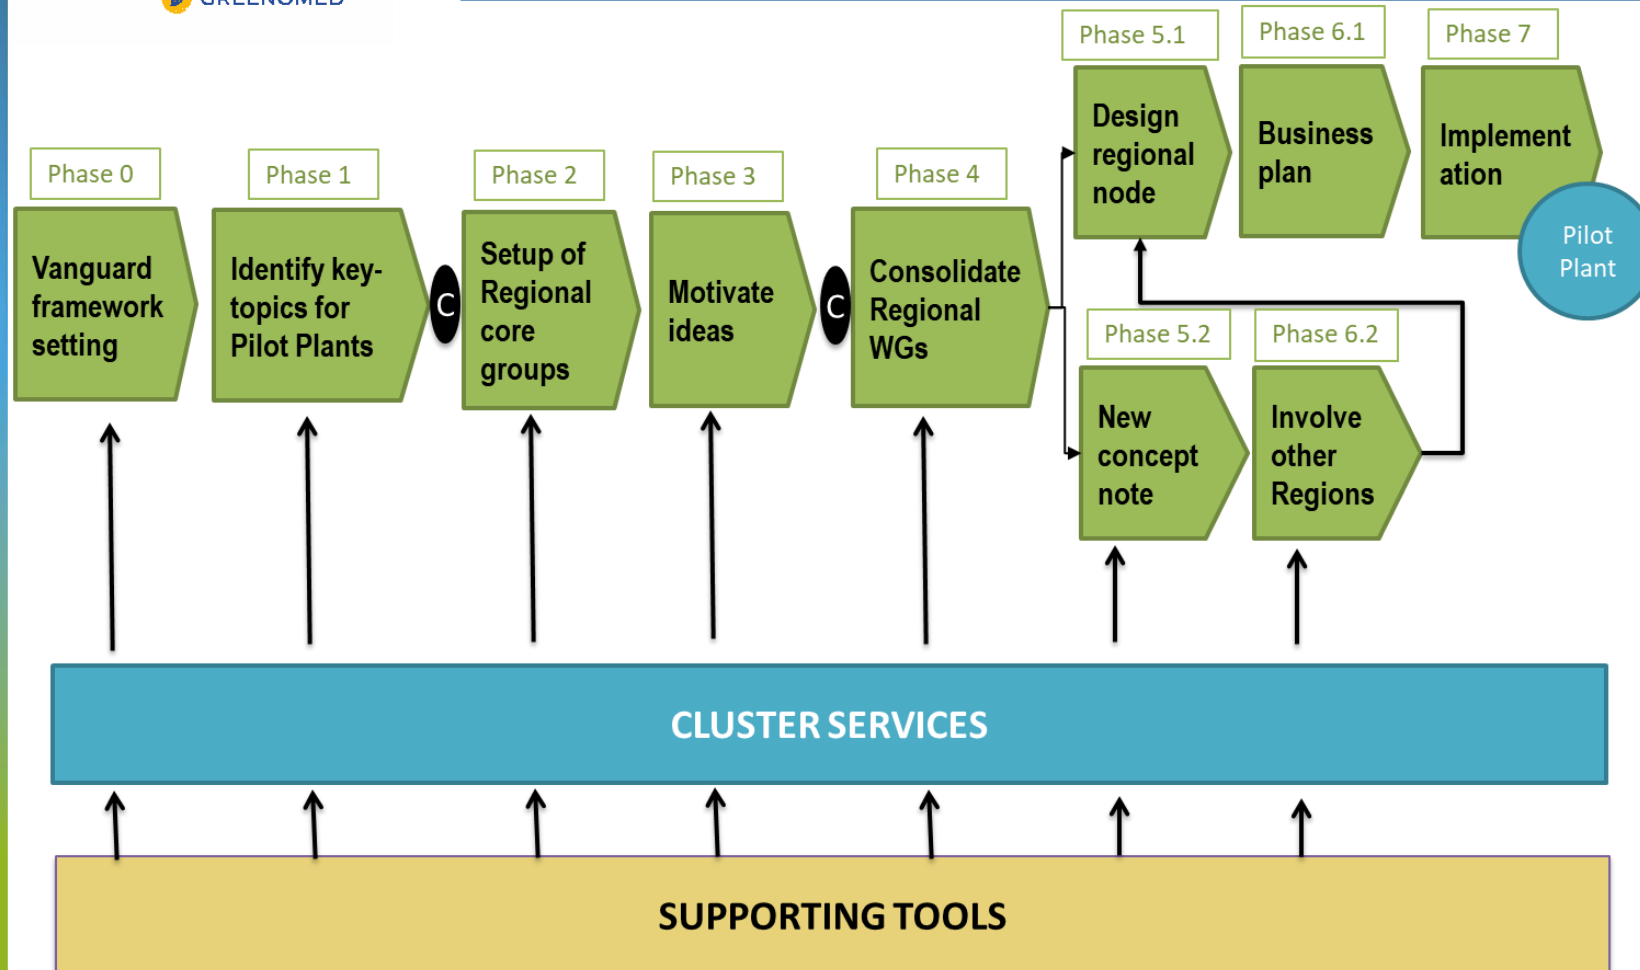 GREENOMED
Phase 5.1
Phase 6.1
Phase 7
Design
regional
node
Business
plan
Implement
ation
Pilot
Plant
Phase 0
Phase 1
Phase 2
Phase 3
Phase 4
Vanguard
framework
setting
Identify key-
topics for
Pilot Plants
C
Setup of
Regional
core
groups
Motivate
ideas
C
Consolidate
Regional
WGs
Phase 5.2
Phase 6.2
New
concept
note
Involve
other
Regions
CLUSTER SERVICES
SUPPORTING TOOLS